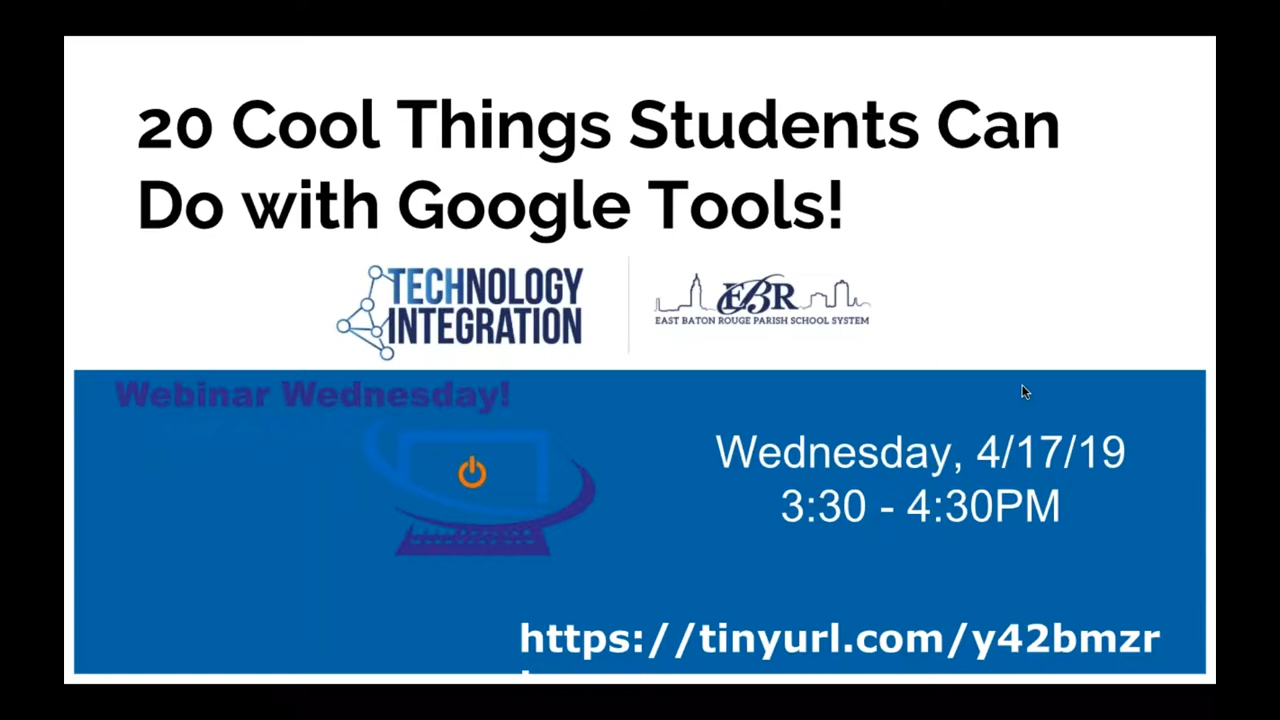 20 Cool Things Students Can
Do with Google Tools!
TECHNOLOGY
INTEGRATION
EBR
EAST BATON ROUGE PARISH SCHOOL SYSTEM
Webinar Wednesday!
Wednesday, 4/17/19
3:30 - 4:30PM
https://tinyurl.com/y42bmzr